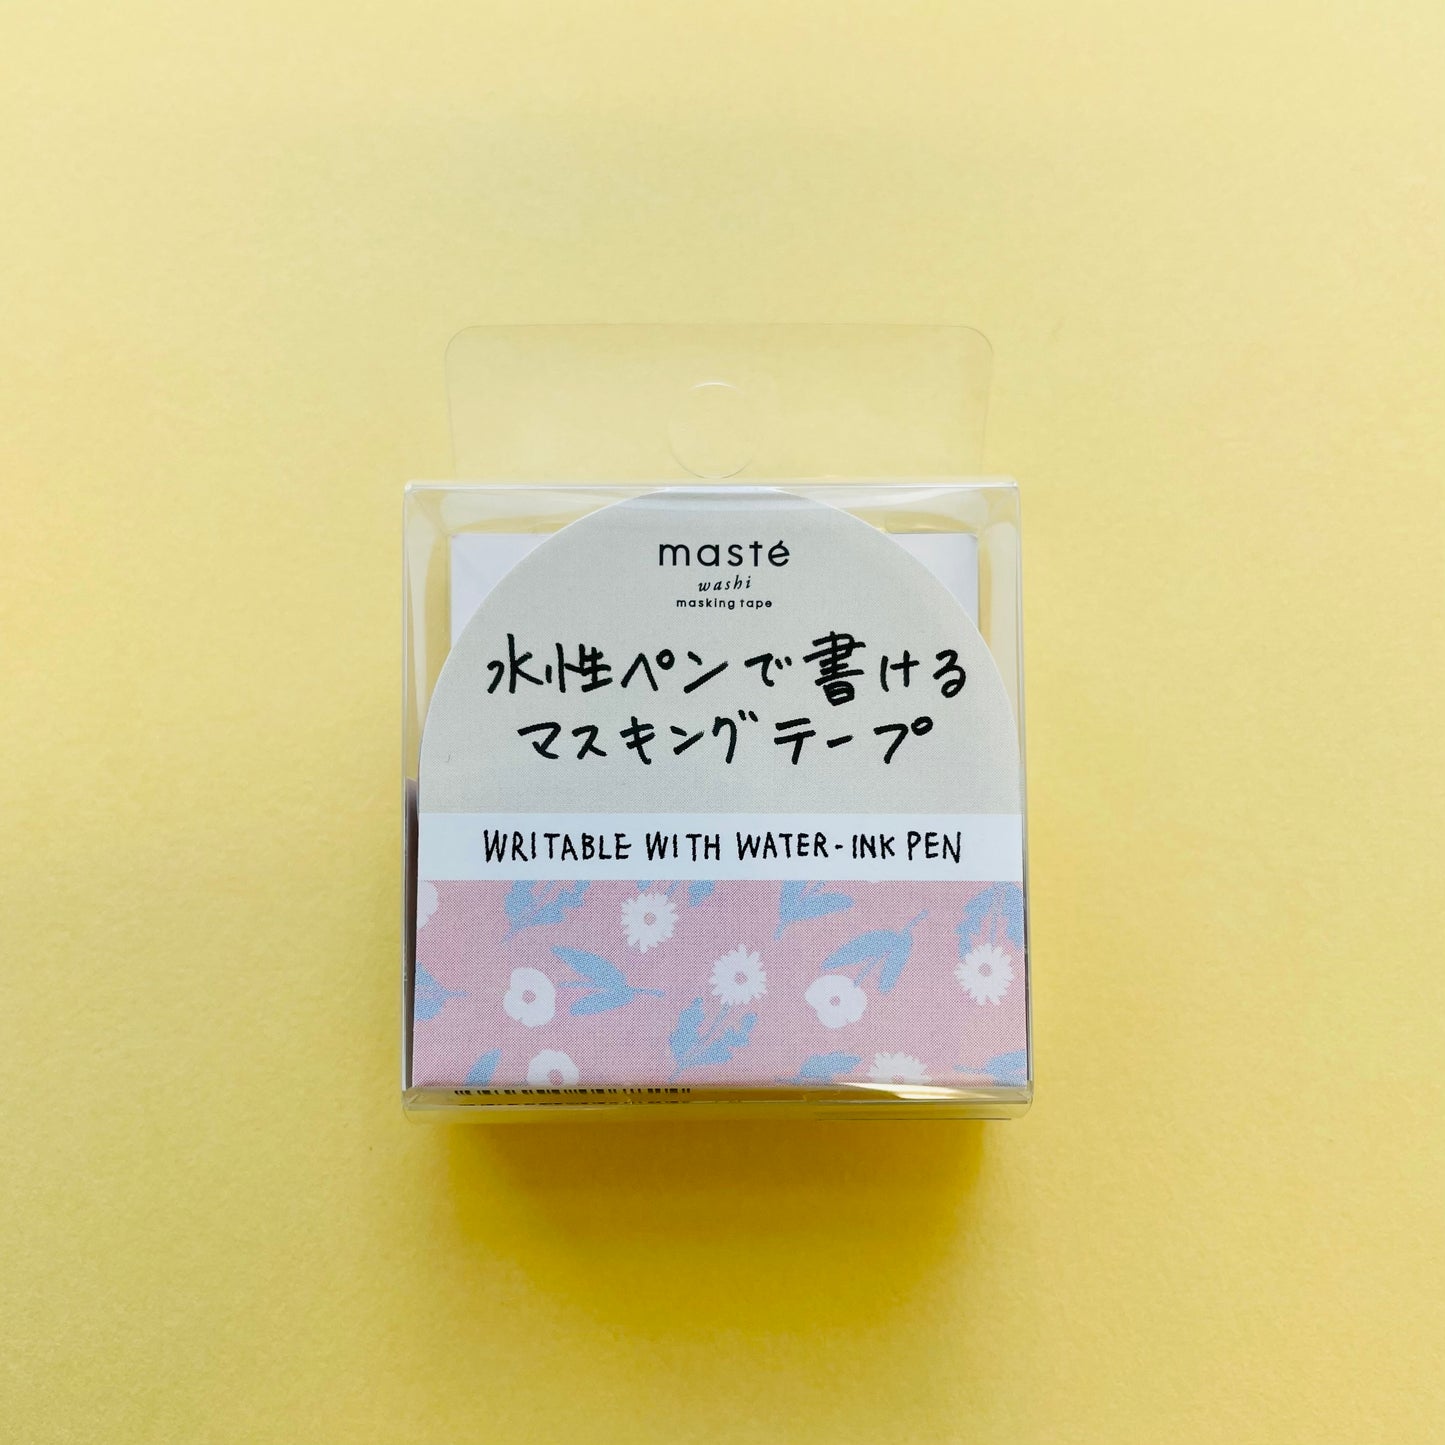 masté
washi
masking tape
水性ペンで書ける
マスキングテープ
WRITABLE WITH WATER-INK PEN